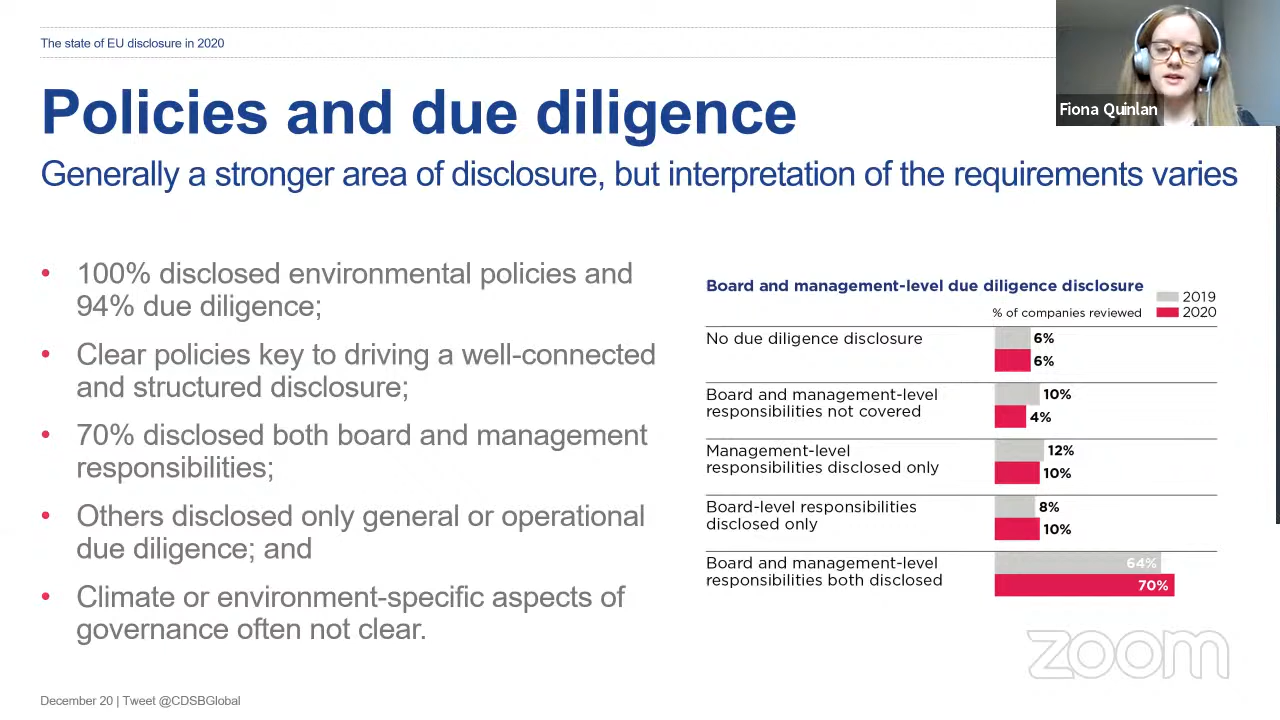 The state of EU disclosure in 2020
Fiona Quinlan
Policies and due diligence
Generally a stronger area of disclosure, but interpretation of the requirements varies
• 100% disclosed environmental policies and
94% due diligence;
• Clear policies key to driving a well-connected
and structured disclosure;
• 70% disclosed both board and management
responsibilities;
• Others disclosed only general or operational
due diligence; and
• Climate or environment-specific aspects of
governance often not clear.
Board and management-level due diligence disclosure
% of companies reviewed
2019
2020
No due diligence disclosure
6%
6%
Board and management-level
responsibilities not covered
10%
4%
Management-level
responsibilities disclosed only
12%
10%
Board-level responsibilities
disclosed only
8%
10%
Board and management-level
responsibilities both disclosed
64%
70%
zoom
December 20 | Tweet @CDSBGlobal